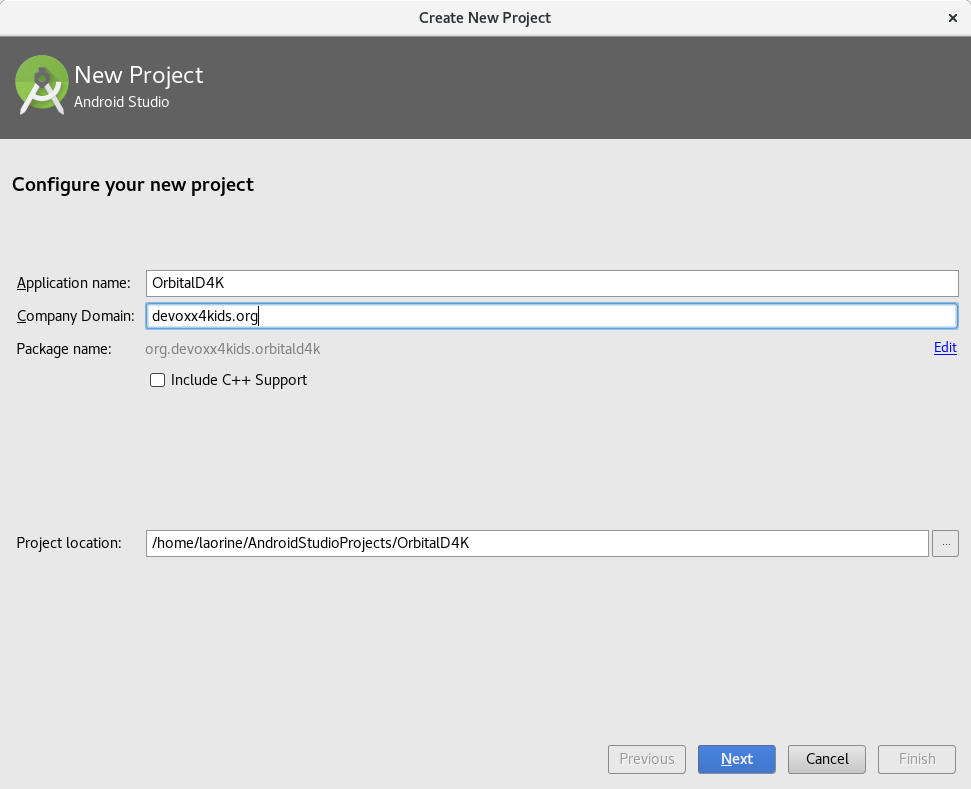 Create New Project
New Project
Android Studio
Configure your new project
Application name: OrbitalD4K
Company Domain: devoxx4kids.org
Package name: org.devoxx4kids.orbitald4k Edit
Include C++ Support
Project location: /home/laorine/AndroidStudioProjects/OrbitalD4K ...
Previous Next Cancel Finish